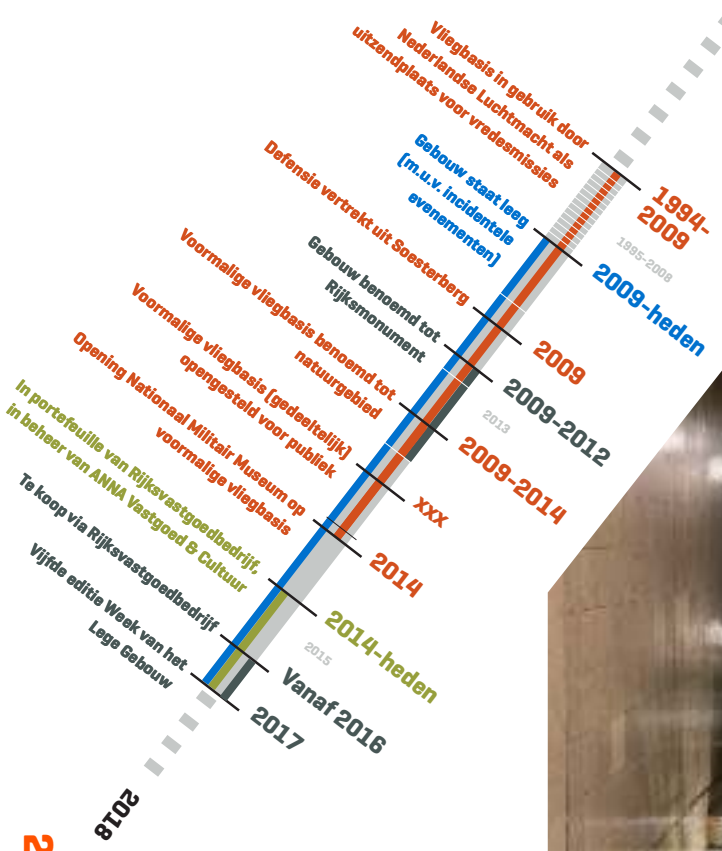 Vliegbasis in gebruik door
Nederlandse Luchtmacht als
uitzendplaats voor vredesmissies
1994-
2009
1995-2008
Gebouw staat leeg
(m.u.v. incidentele
evenementen)
2009-heden
Defensie vertrekt uit Soesterberg
2009
Gebouw benoemd tot
Rijksmonument
2009-2012
2013
Voormalige vliegbasis benoemd tot
natuurgebied
2009-2014
Voormalige vliegbasis (gedeeltelijk)
opengesteld voor publiek
xxx
Opening Nationaal Militair Museum op
voormalige vliegbasis
2014
In portefeuille van Rijksvastgoedbedrijf,
in beheer van ANNA Vastgoed & Cultuur
2014-heden
2015
Te koop via Rijksvastgoedbedrijf
Vanaf 2016
Vijfde editie Week van het
Lege Gebouw
2017
2018
2